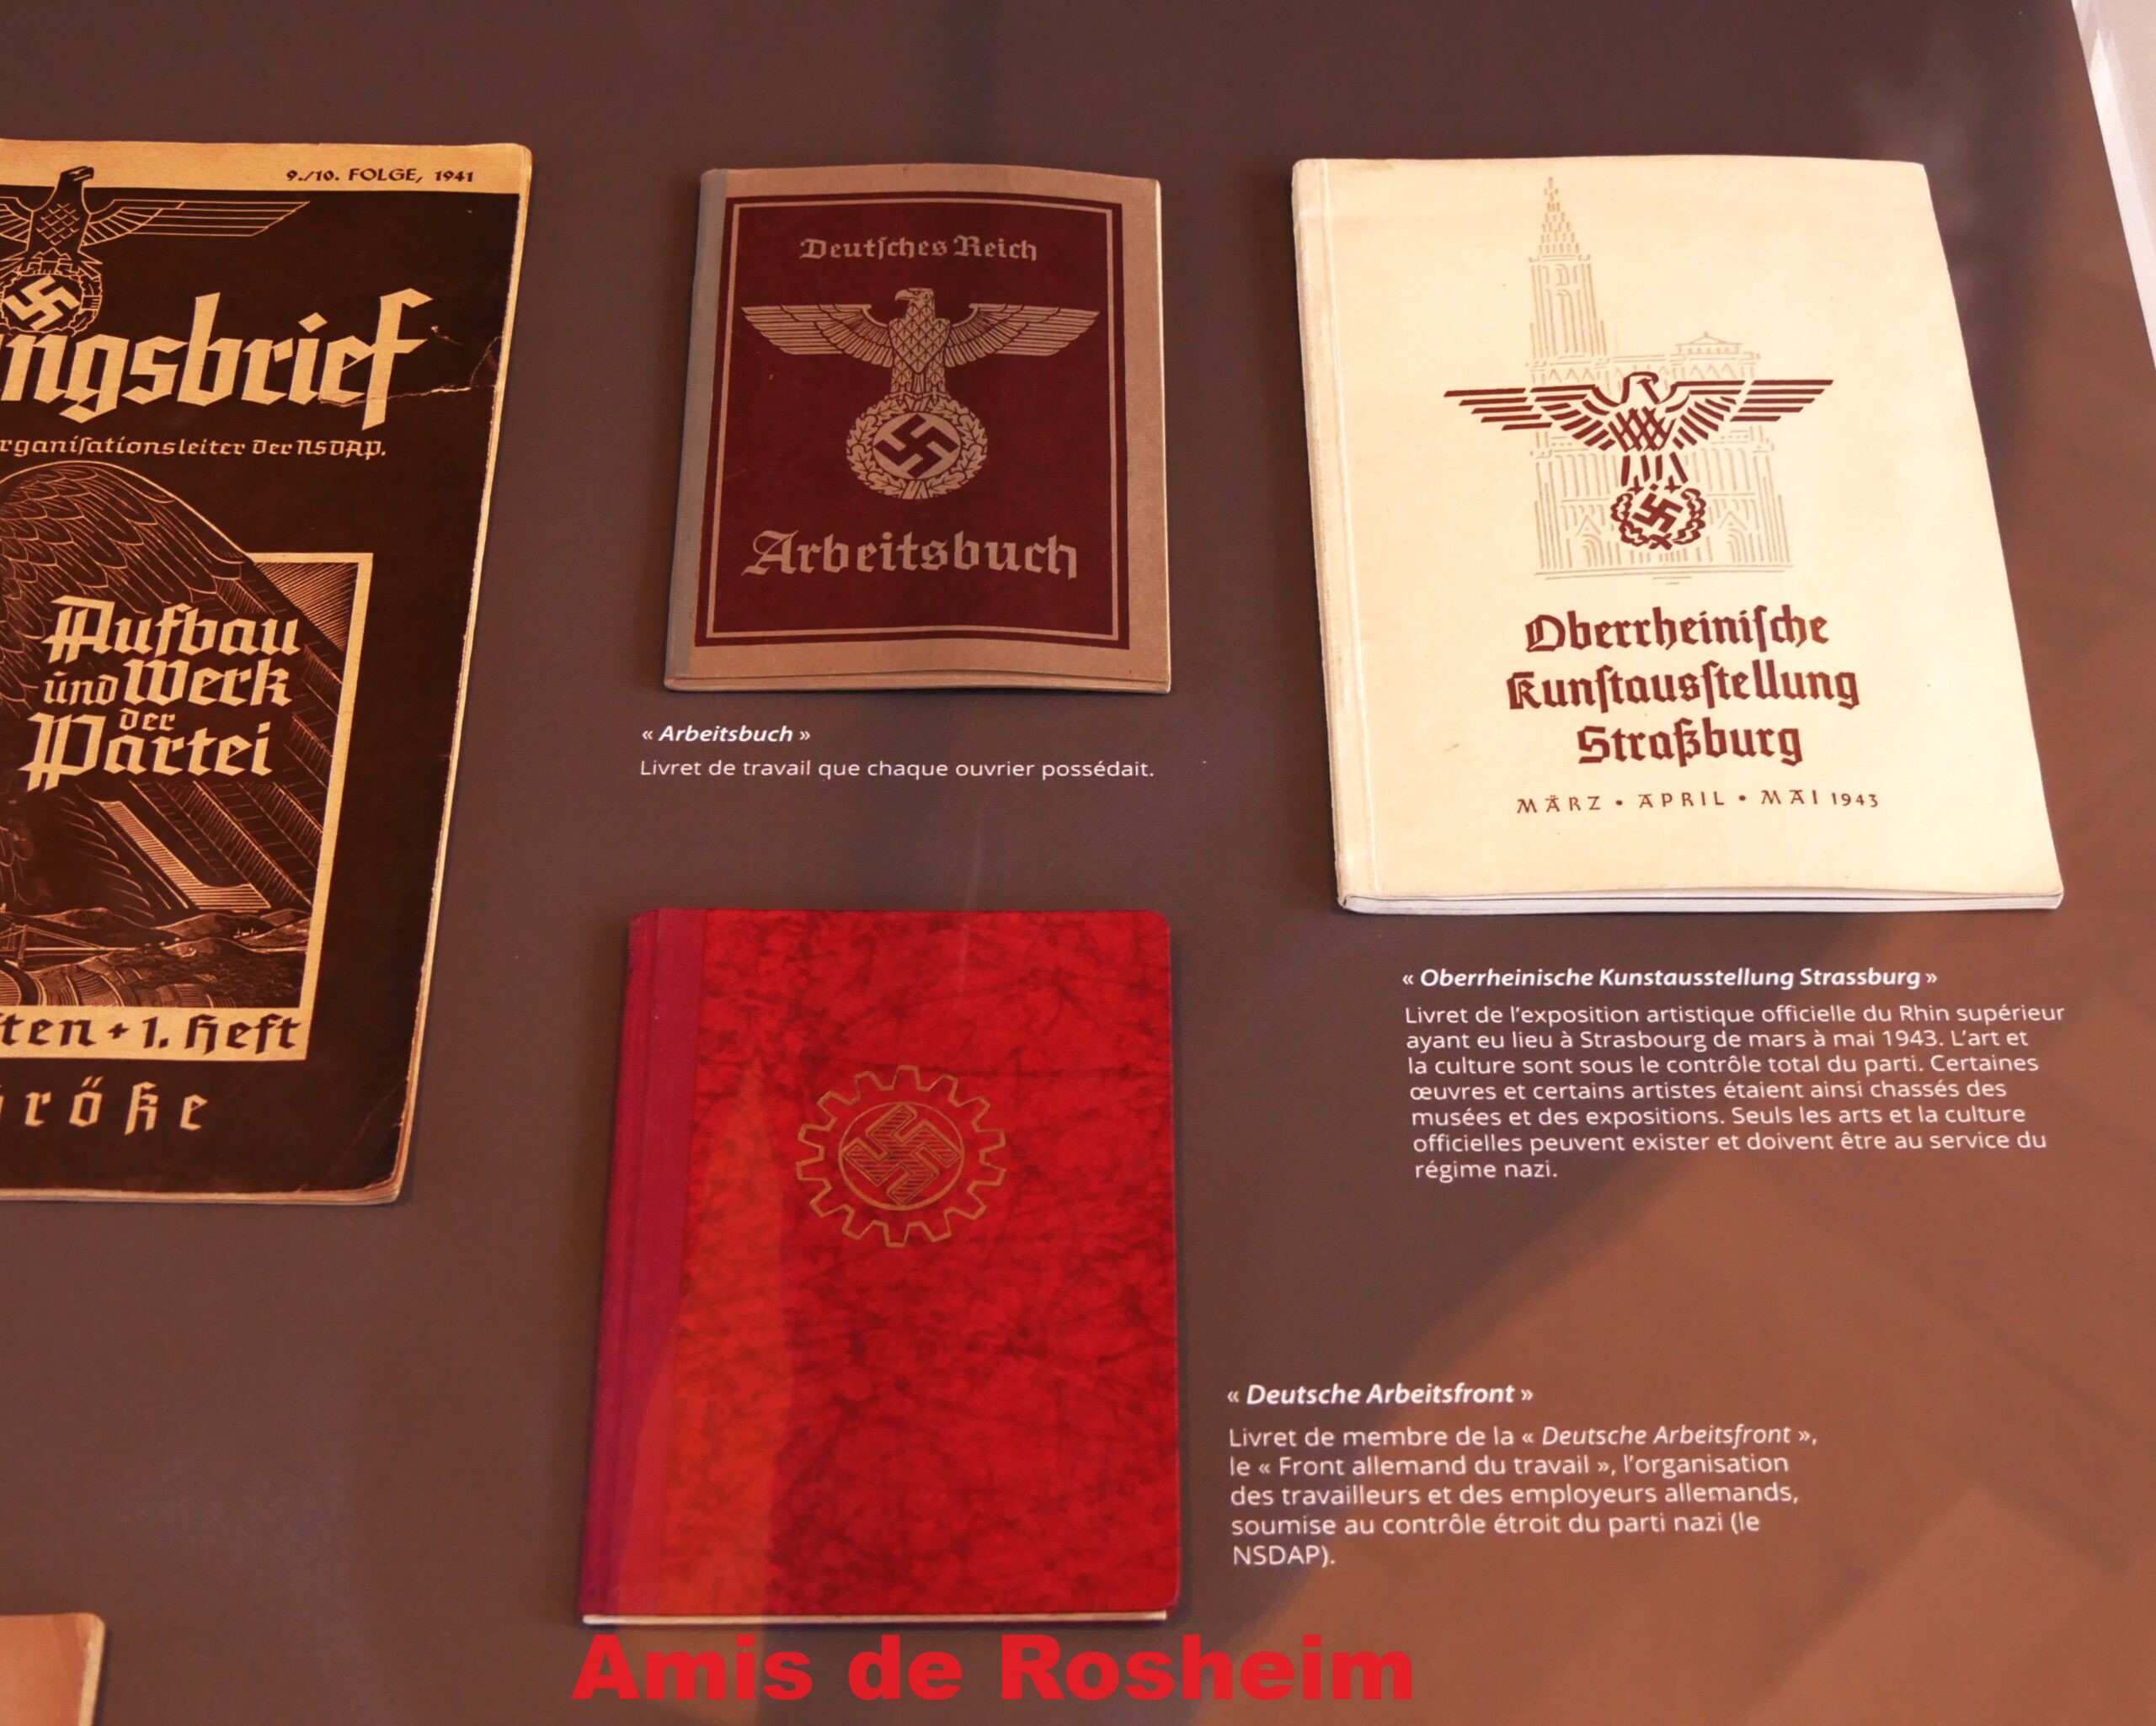 9./10. FOLGE, 1941
ngsbrief
rganiſationsleiter der NSDAP.
Aufbau
und Werk
der
Partei
ten + 1. Heft
röße
Deutſches Reich
Arbeitsbuch
« Arbeitsbuch »
Livret de travail que chaque ouvrier possédait.
Oberrheiniſche
Kunſtausſtellung
Straßburg
MÄRZ • APRIL • MAI 1943
« Oberrheinische Kunstausstellung Strassburg »
Livret de l’exposition artistique officielle du Rhin supérieur
ayant eu lieu à Strasbourg de mars à mai 1943. L’art et
la culture sont sous le contrôle total du parti. Certaines
œuvres et certains artistes étaient ainsi chassés des
musées et des expositions. Seuls les arts et la culture
officielles peuvent exister et doivent être au service du
régime nazi.
« Deutsche Arbeitsfront »
Livret de membre de la « Deutsche Arbeitsfront »,
le « Front allemand du travail », l’organisation
des travailleurs et des employeurs allemands,
soumise au contrôle étroit du parti nazi (le
NSDAP).
Amis de Rosheim